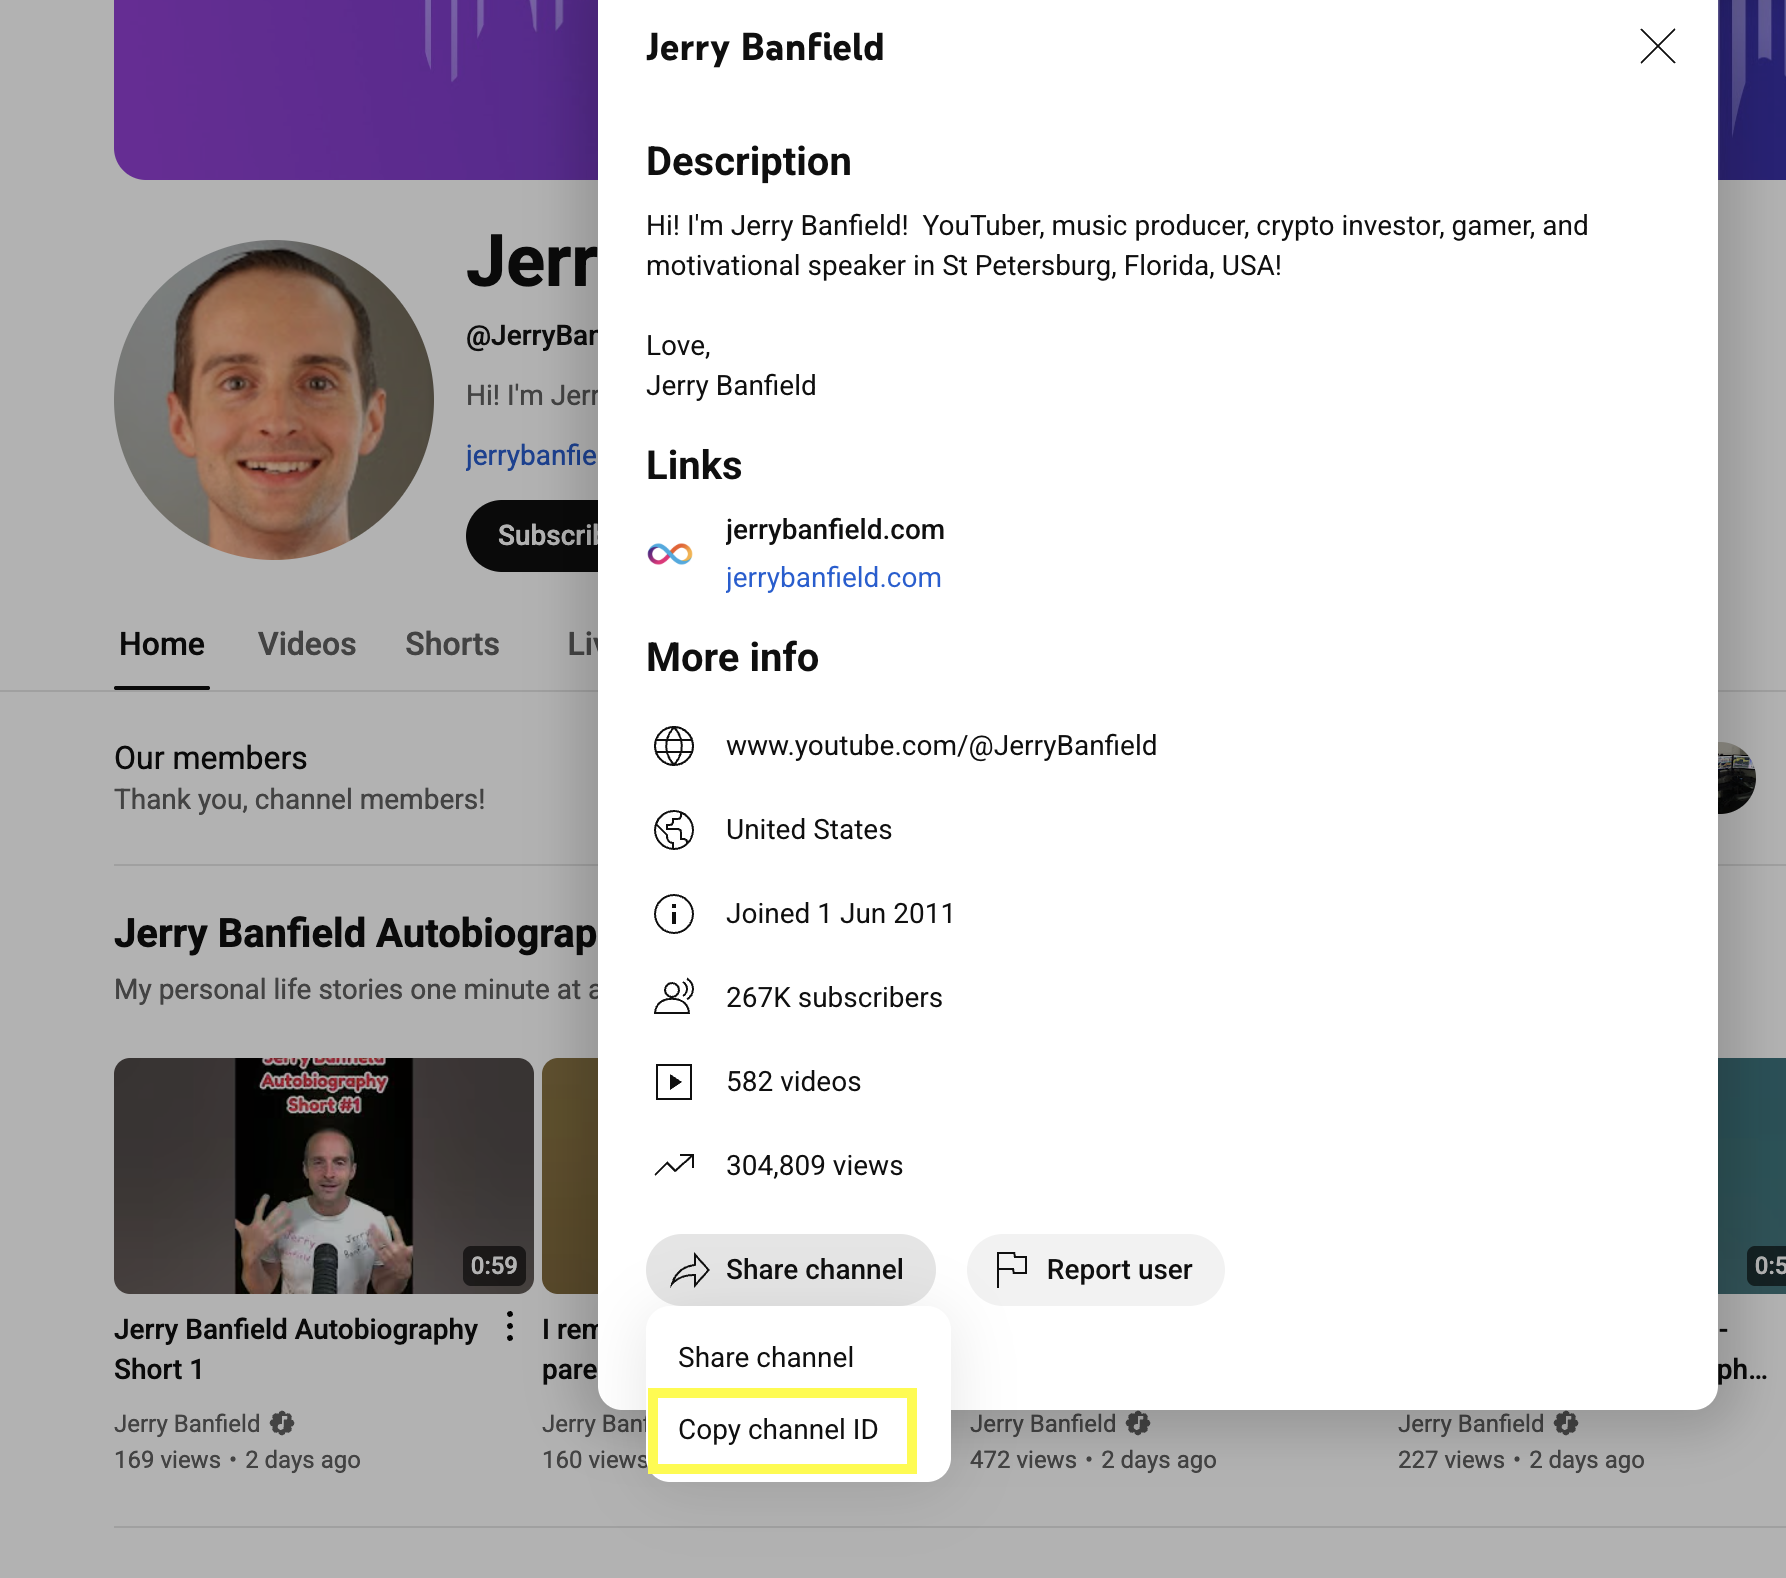 Jerry Banfield
Description
Hi! I'm Jerry Banfield!  YouTuber, music producer, crypto investor, gamer, and
motivational speaker in St Petersburg, Florida, USA!
Love,
Jerry Banfield
Links
jerrybanfield.com
jerrybanfield.com
More info
www.youtube.com/@JerryBanfield
United States
Joined 1 Jun 2011
267K subscribers
582 videos
304,809 views
Share channel
Report user
Share channel
Copy channel ID
Jerr
@JerryBan
Hi! I'm Jerr
jerrybanfie
Subscrib
Home
Videos
Shorts
Liv
Our members
Thank you, channel members!
Jerry Banfield Autobiograp
My personal life stories one minute at a
Jerry Banfield
Autobiography
Short #1
0:59
0:5
Jerry Banfield Autobiography
Short 1
Jerry Banfield
169 views • 2 days ago
I rem
pare
Jerry Banf
160 views
Jerry Banfield
472 views • 2 days ago
-
ph...
Jerry Banfield
227 views • 2 days ago